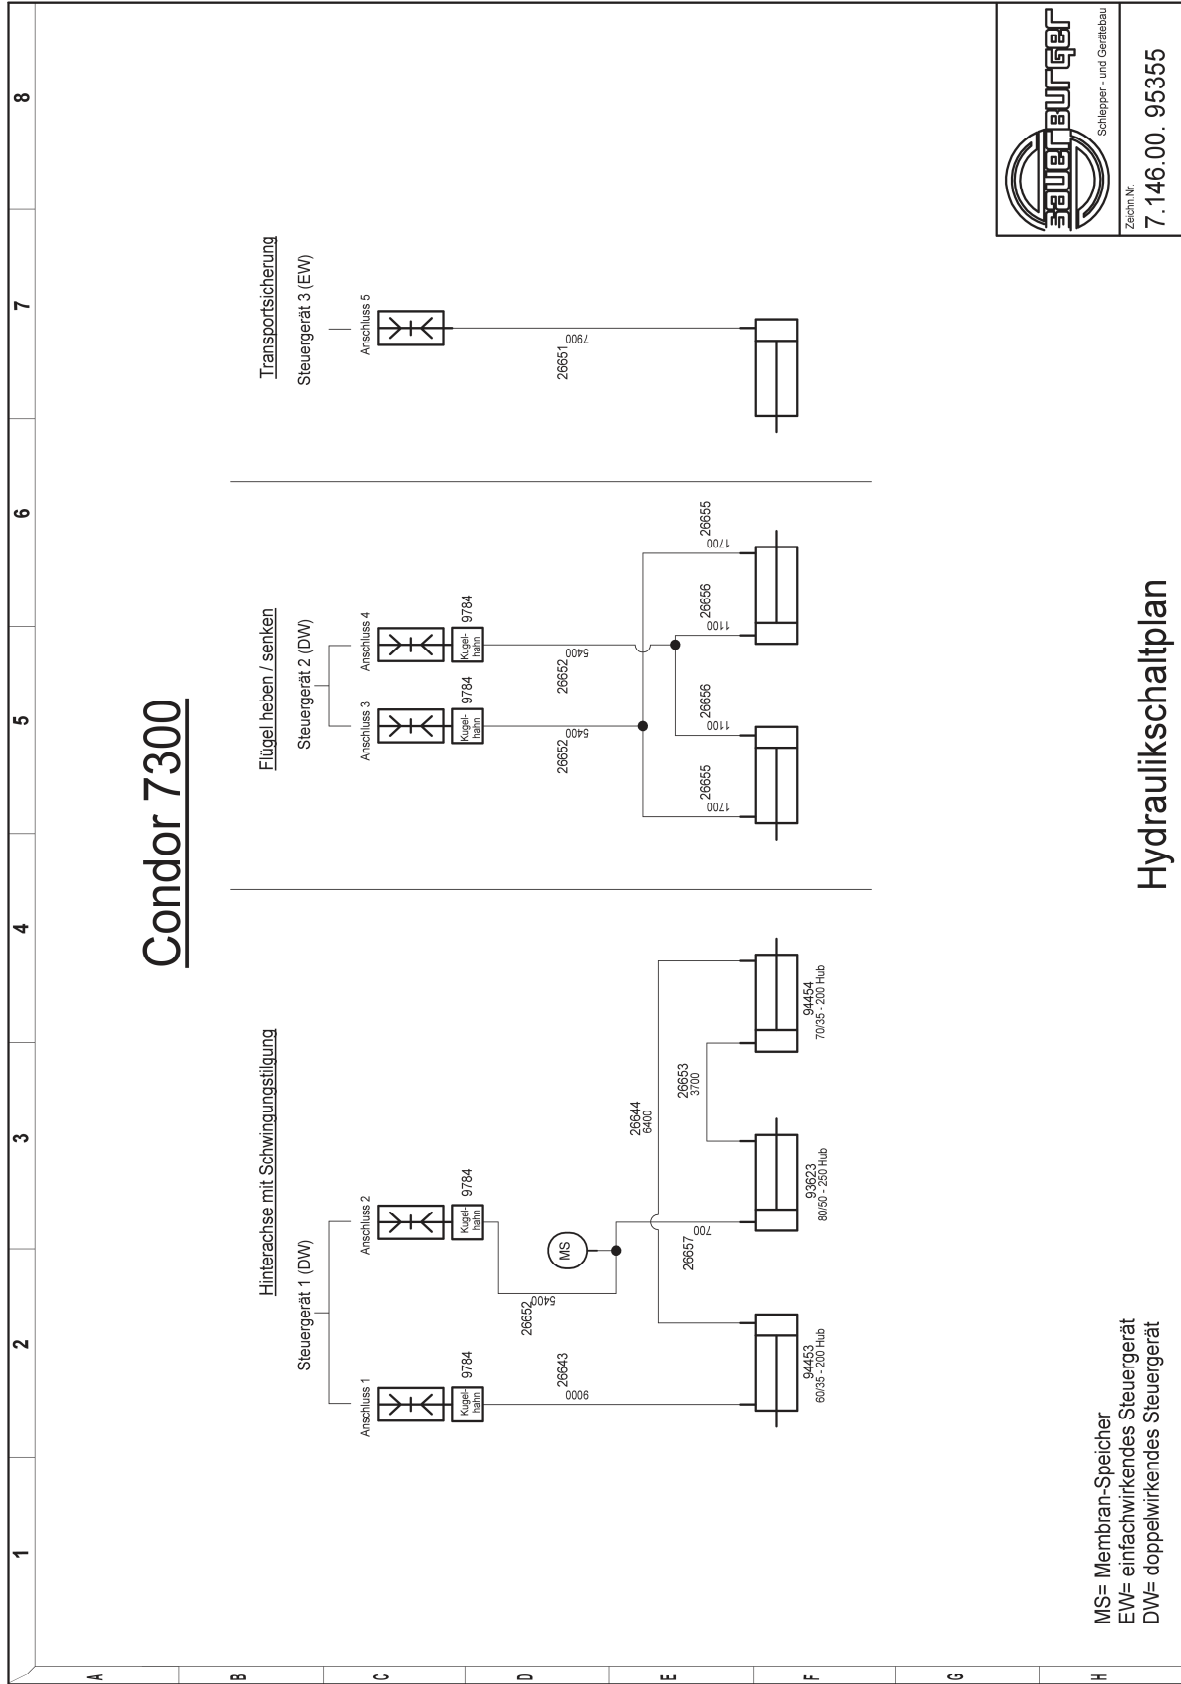 1 2 3 4 5 6 7 8
A
B
C
D
E
F
G
H
Condor 7300
Hinterachse mit Schwingungstilgung
Steuergerät 1 (DW)
Anschluss 1
Anschluss 2
Kugel-
hahn
9784
Kugel-
hahn
9784
26643
9000
26652
5400
MS
26657
700
26644
6400
26653
3700
94453
60/35 - 200 Hub
93623
80/50 - 250 Hub
94454
70/35 - 200 Hub
Flügel heben / senken
Steuergerät 2 (DW)
Anschluss 3
Anschluss 4
Kugel-
hahn
9784
Kugel-
hahn
9784
26652
5400
26652
5400
26655
1700
26656
1100
26656
1100
26655
1700
Transportsicherung
Steuergerät 3 (EW)
Anschluss 5
26651
7900
MS= Membran-Speicher
EW= einfachwirkendes Steuergerät
DW= doppelwirkendes Steuergerät
Hydraulikschaltplan
SAUERBURGER
Schlepper - und Gerätebau
Zeichn.Nr.
7.146.00. 95355